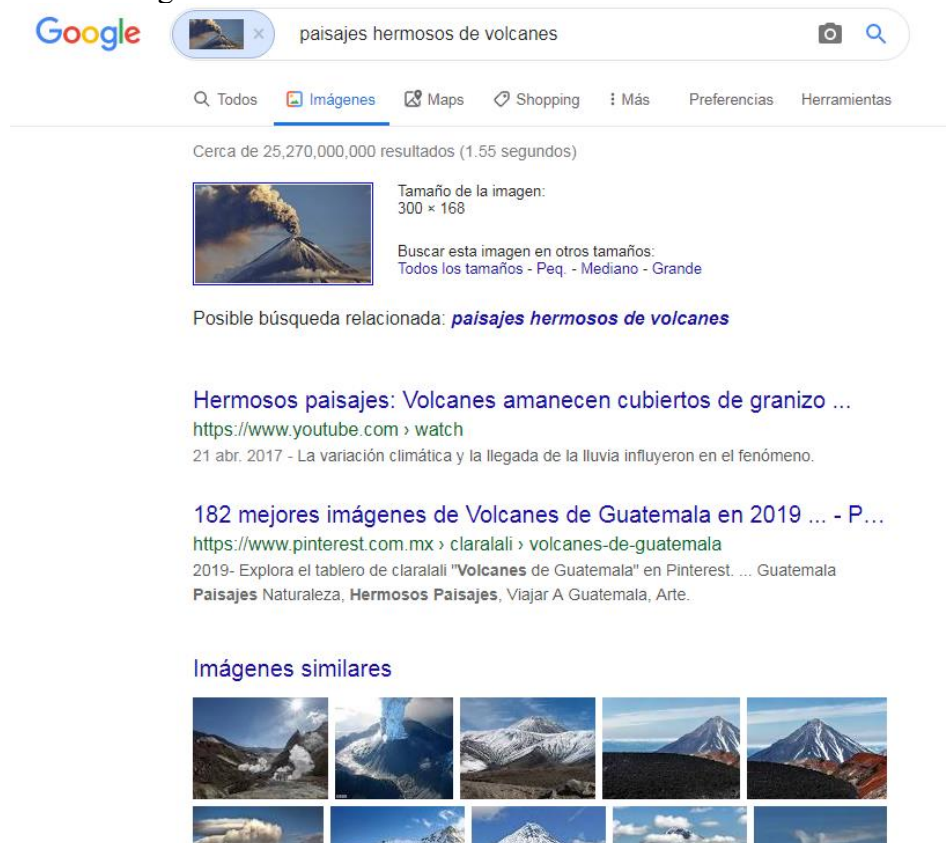 Google
paisajes hermosos de volcanes
Todos Imágenes Maps Shopping Más Preferencias Herramientas
Cerca de 25,270,000,000 resultados (1.55 segundos)
Tamaño de la imagen:
300 × 168
Buscar esta imagen en otros tamaños:
Todos los tamaños - Peq. - Mediano - Grande
Posible búsqueda relacionada: paisajes hermosos de volcanes
Hermosos paisajes: Volcanes amanecen cubiertos de granizo ...
https://www.youtube.com › watch
21 abr. 2017 - La variación climática y la llegada de la lluvia influyeron en el fenómeno.
182 mejores imágenes de Volcanes de Guatemala en 2019 ... - P...
https://www.pinterest.com.mx › claralali › volcanes-de-guatemala
2019- Explora el tablero de claralali "Volcanes de Guatemala" en Pinterest. ... Guatemala
Paisajes Naturaleza, Hermosos Paisajes, Viajar A Guatemala, Arte.
Imágenes similares